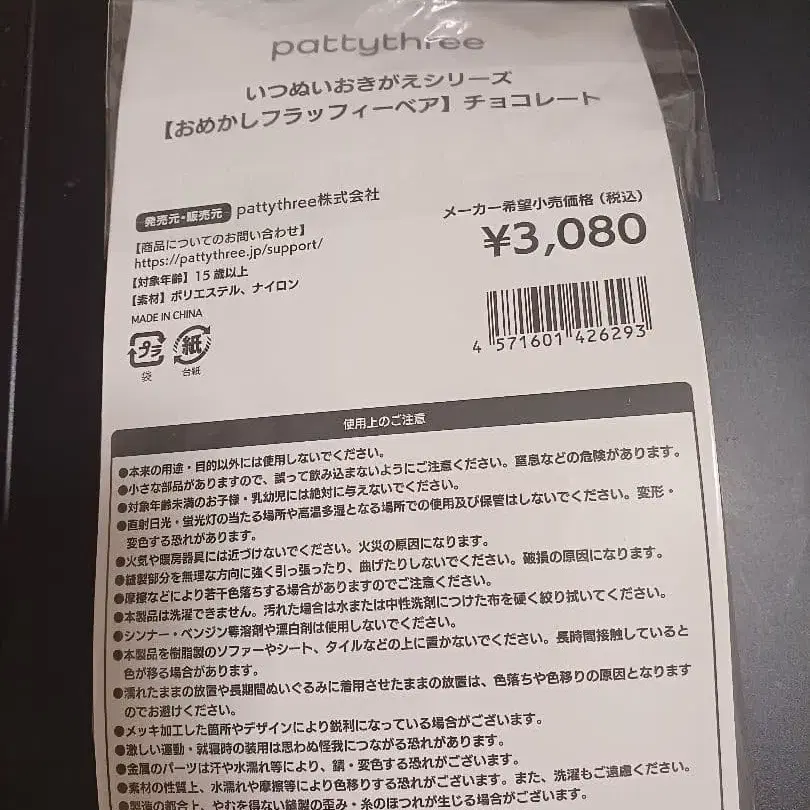 pattythree
いつぬいおきがえシリーズ
【おめかしフラッフィーベア】チョコレート
発売元・販売元 pattythree株式会社
【商品についてのお問い合わせ】
https://pattythree.jp/support/
【対象年齢】15歳以上
【素材】ポリエステル、ナイロン
MADE IN CHINA
プラ 紙
袋 台紙
メーカー希望小売価格(税込)
¥3,080
4 571601 426293
使用上のご注意
●本来の用途・目的以外には使用しないでください。
●小さな部品がありますので、誤って飲み込まないようにご注意ください。窒息などの危険があります。
●対象年齢未満のお子様・乳幼児には絶対に与えないでください。
●直射日光・蛍光灯の当たる場所や高温多湿となる場所での使用及び保管はしないでください。変形・
変色する恐れがあります。
●火気や暖房器具には近づけないでください。火災の原因になります。
●縫製部分を無理な方向に強く引っ張ったり、曲げたりしないでください。破損の原因になります。
●摩擦などにより若干色落ちする場合がありますのでご注意ください。
●本製品は洗濯できません。汚れた場合は水または中性洗剤につけた布を硬く絞り拭いてください。
●シンナー・ベンジン等溶剤や漂白剤は使用しないでください。
●本製品を樹脂製のソファーやシート、タイルなどの上に置かないでください。長時間接触していると
色が移る場合があります。
●濡れたままの放置や長期間ぬいぐるみに着用させたままの放置は、色落ちや色移りの原因となります
のでお避けください。
●メッキ加工した箇所やデザインにより鋭利になっている場合がございます。
●激しい運動・就寝時の装用は思わぬ怪我につながる恐れがあります。
●金属のパーツは汗や水濡れ等により、錆・変色する恐れがございます。
●素材の性質上、水濡れや摩擦等により色移りする恐れがございます。また、洗濯もご遠慮ください。
●製造の都合上、やむを得ない縫製の歪み・糸のほつれが生じる場合がございます。